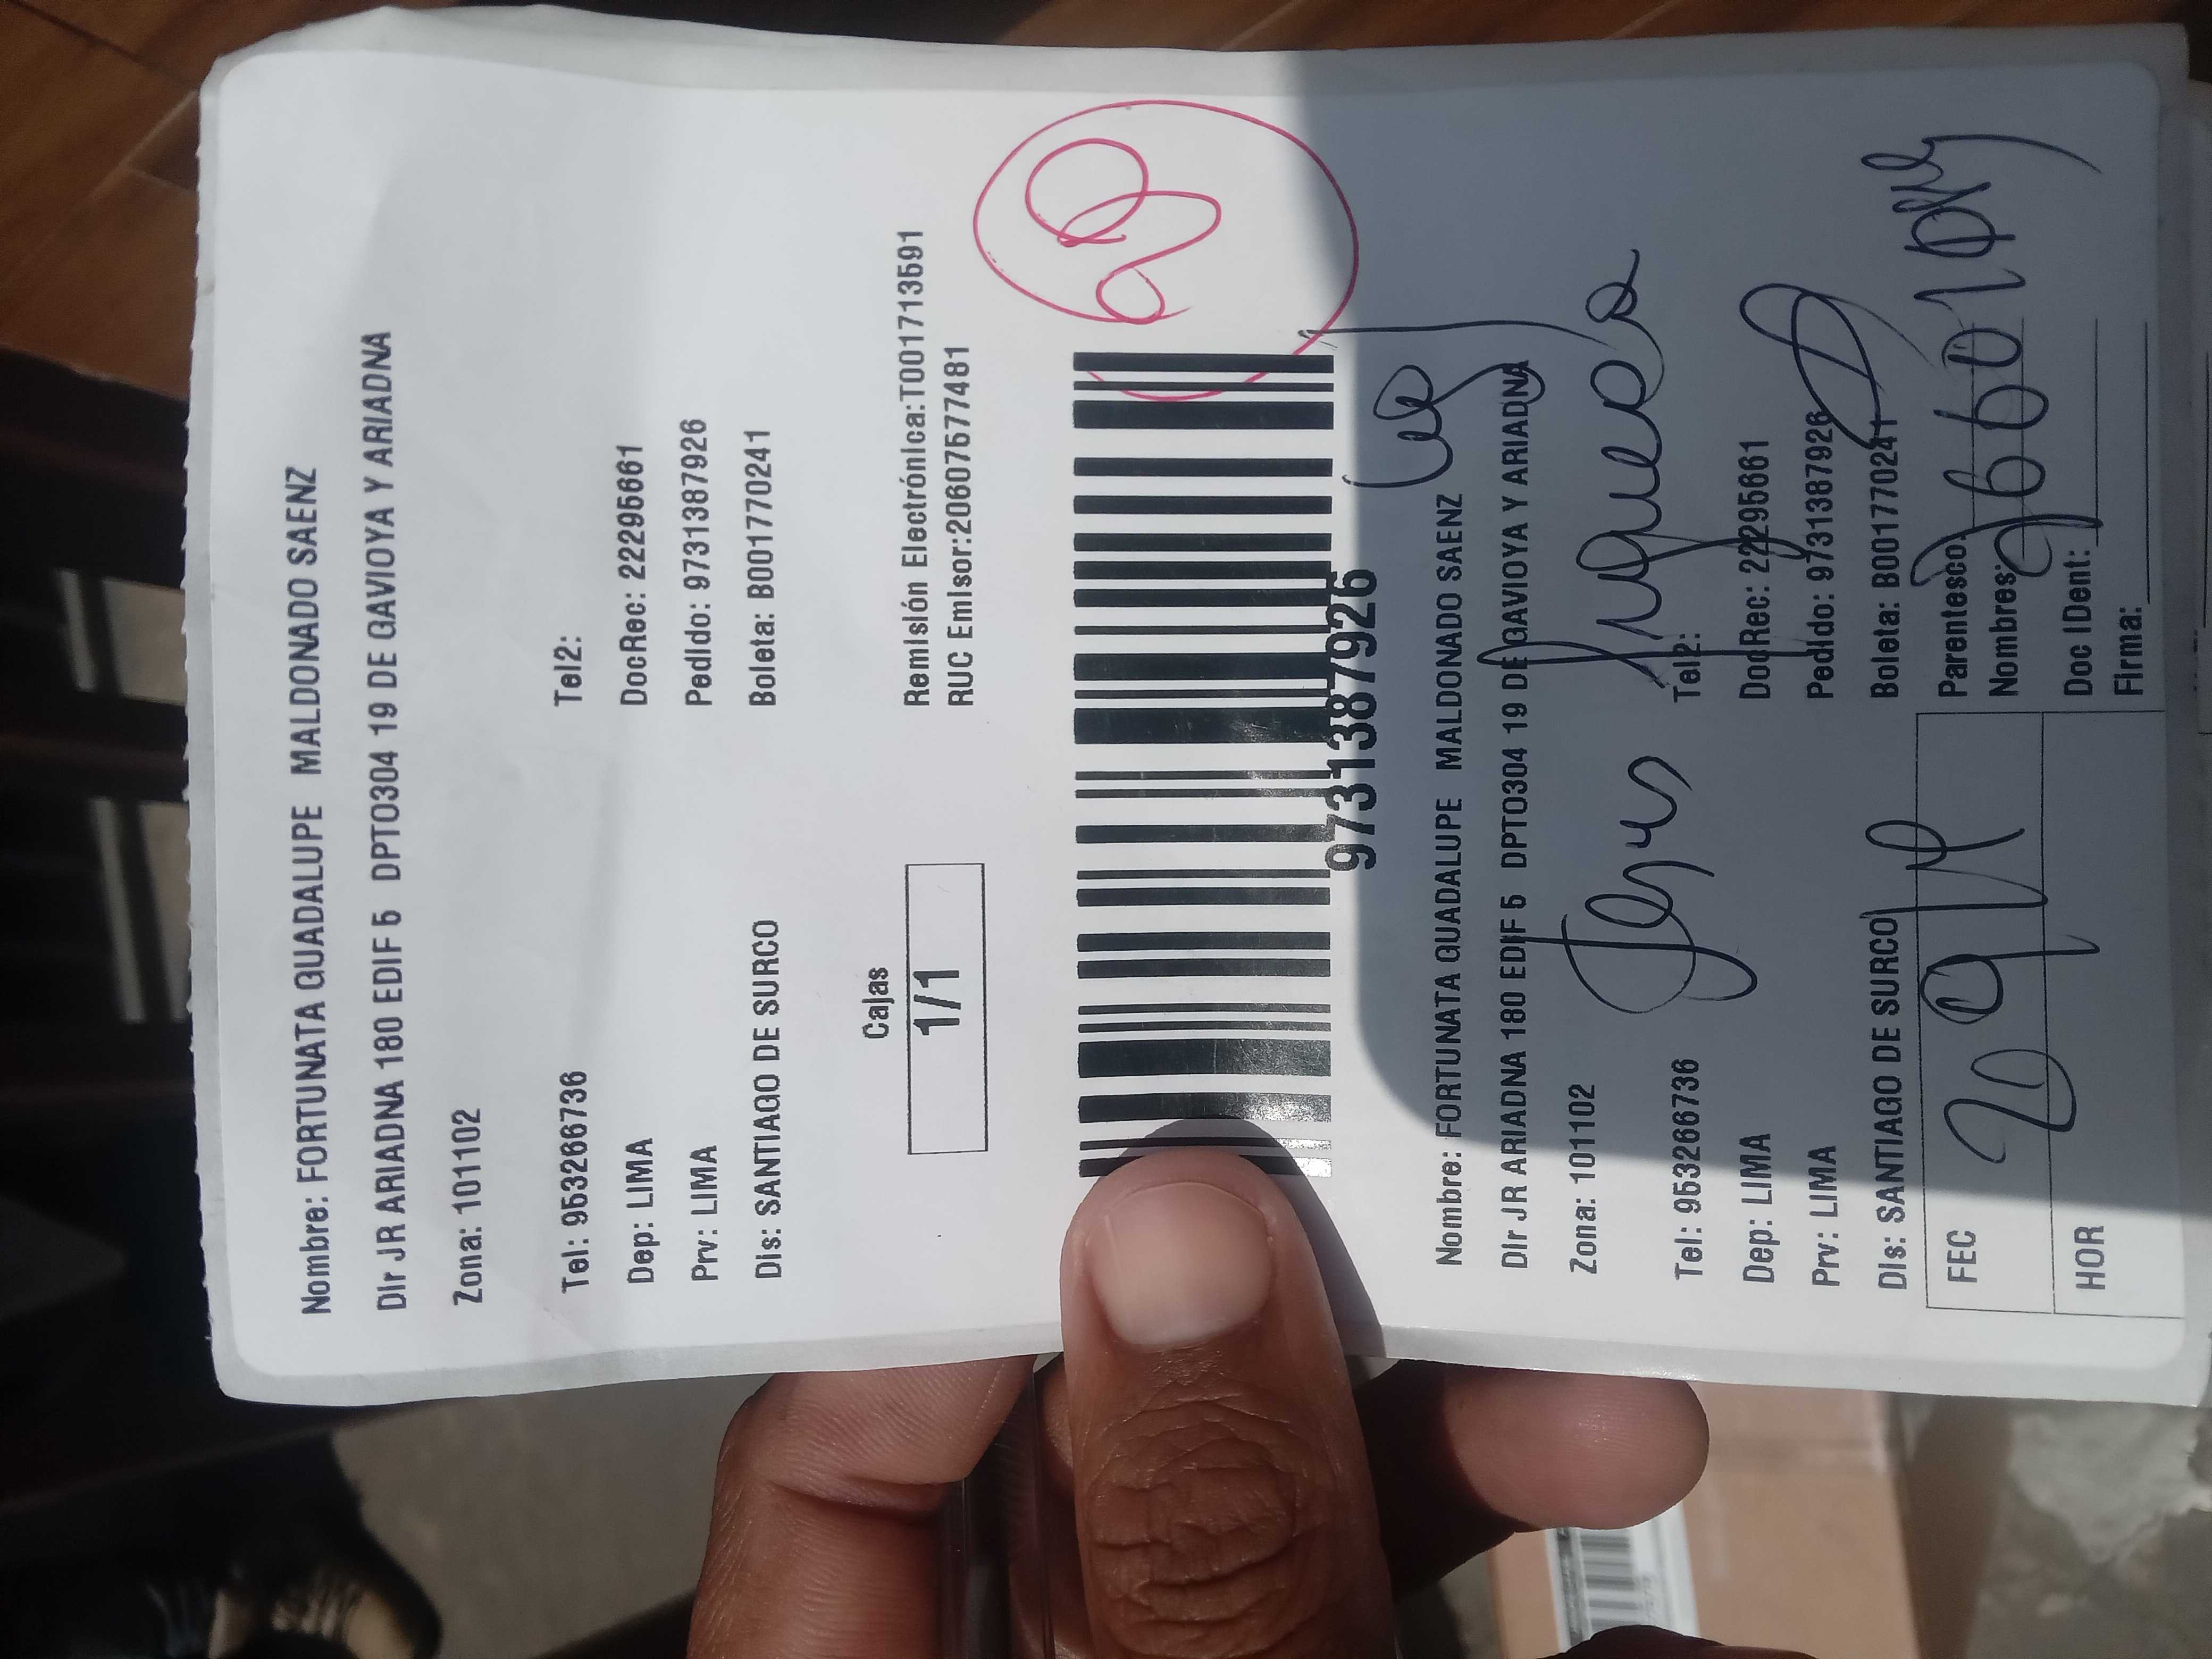 Nombre: FORTUNATA GUADALUPE MALDONADO SAENZ
DIr JR ARIADNA 180 EDIF 5 DPTO304 19 DE GAVIOYA Y ARIADNA
Zona: 101102
Tel: 953266736 Tel2:
Dep: LIMA DocRec: 22295661
Prv: LIMA Pedido: 9731387926
Dis: SANTIAGO DE SURCO Boleta: B001770241
Cajas
1/1
Remisión Electrónica:T001713591
RUC Emisor:20607577481
9731387926
Nombre: FORTUNATA GUADALUPE MALDONADO SAENZ
DIr JR ARIADNA 180 EDIF 5 DPTO304 19 DE GAVIOYA Y ARIADNA
Zona: 101102
Jesus
Tel: 953266736 Tel2:
Dep: LIMA DocRec: 22295661
Prv: LIMA Pedido: 9731387926
Dis: SANTIAGO DE SURCO Boleta: B001770241
FEC
Parentesco:
Nombres:
HOR
Doc IDent:
Firma: